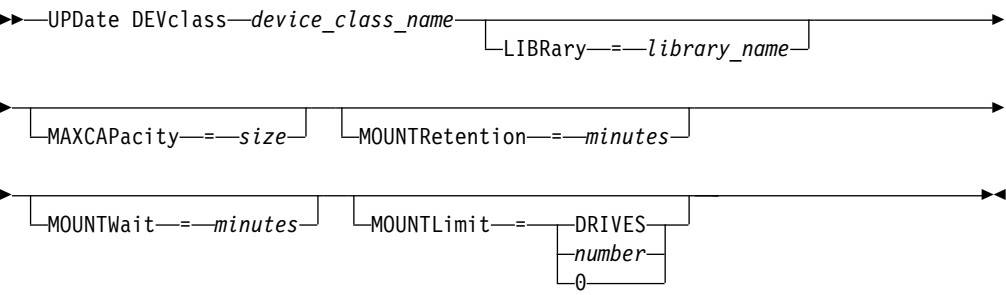 UPDate DEVclass device_class_name
LIBRary = library_name
MAXCAPacity = size MOUNTRetention = minutes
MOUNTWait = minutes MOUNTLimit = DRIVES
number
0